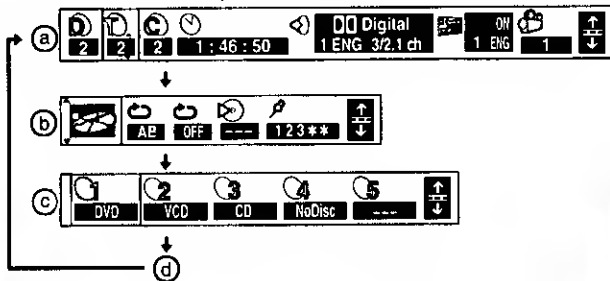 a D T C DD Digital ON
2 2 2 1:46:50 1 ENG 3/2.1 ch 1 ENG 1
b AB OFF --- 123**
c 1 2 3 4 5
DVD VCD CD NoDisc ---
d